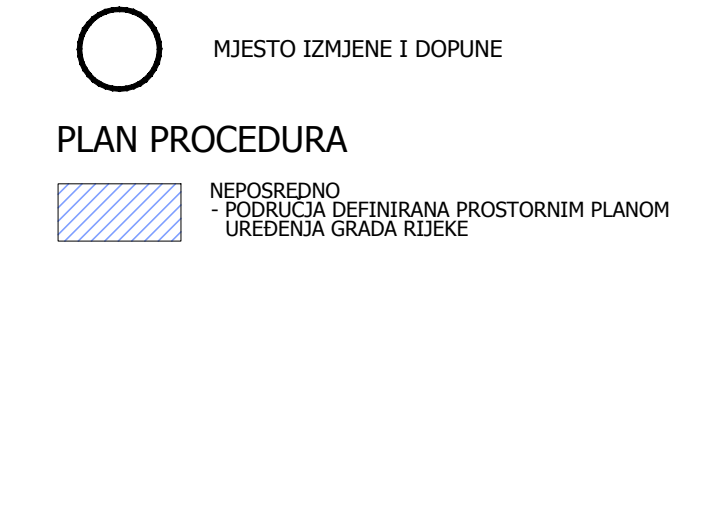 MJESTO IZMJENE I DOPUNE
PLAN PROCEDURA
NEPOSREDNO
- PODRUČJA DEFINIRANA PROSTORNIM PLANOM
UREĐENJA GRADA RIJEKE